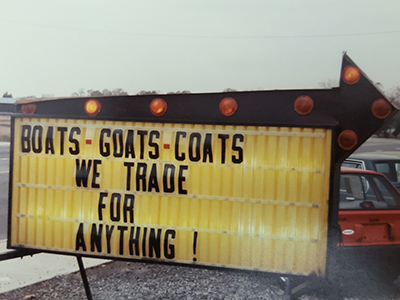 BOATS - GOATS - COATS
WE TRADE
FOR
ANYTHING !